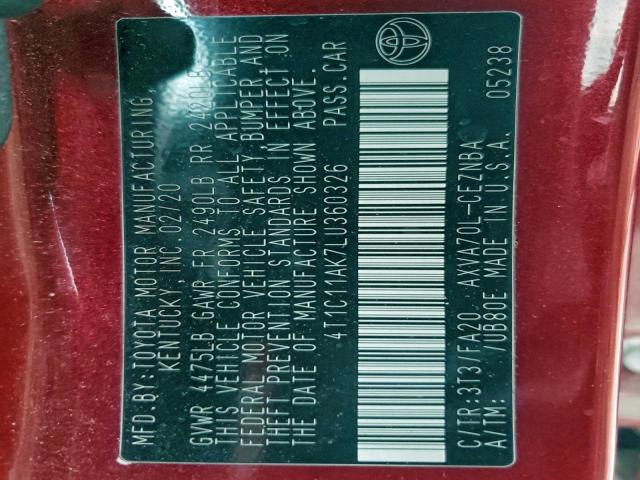 MFD.BY:TOYOTA MOTOR MANUFACTURING,
KENTUCKY, INC. 02/20
GVWR 4475LB GAWR FR 2490LB RR 2420LB
THIS VEHICLE CONFORMS TO ALL APPLICABLE
FEDERAL MOTOR VEHICLE SAFETY,BUMPER,AND
THEFT PREVENTION STANDARDS IN EFFECT ON
THE DATE OF MANUFACTURE SHOWN ABOVE.
4T1C11AK7LU360326 PASS.CAR
C/TR:3T3/FA20 AXVA70L-CEZNBA 05238
A/TM: /UB80E MADE IN U.S.A.